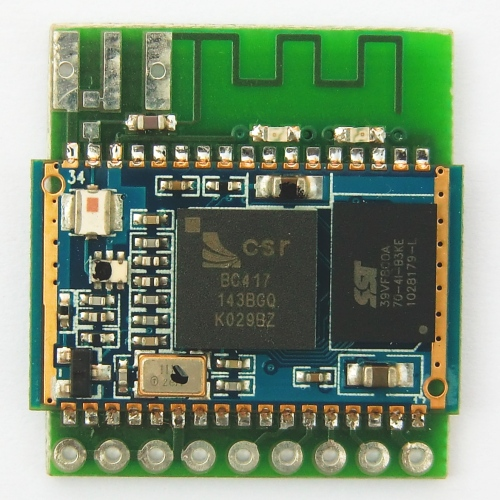 34
csr
BC417
143BGQ
K029BZ
SST
39VF800A
70-4I-B3KE
1028179-L